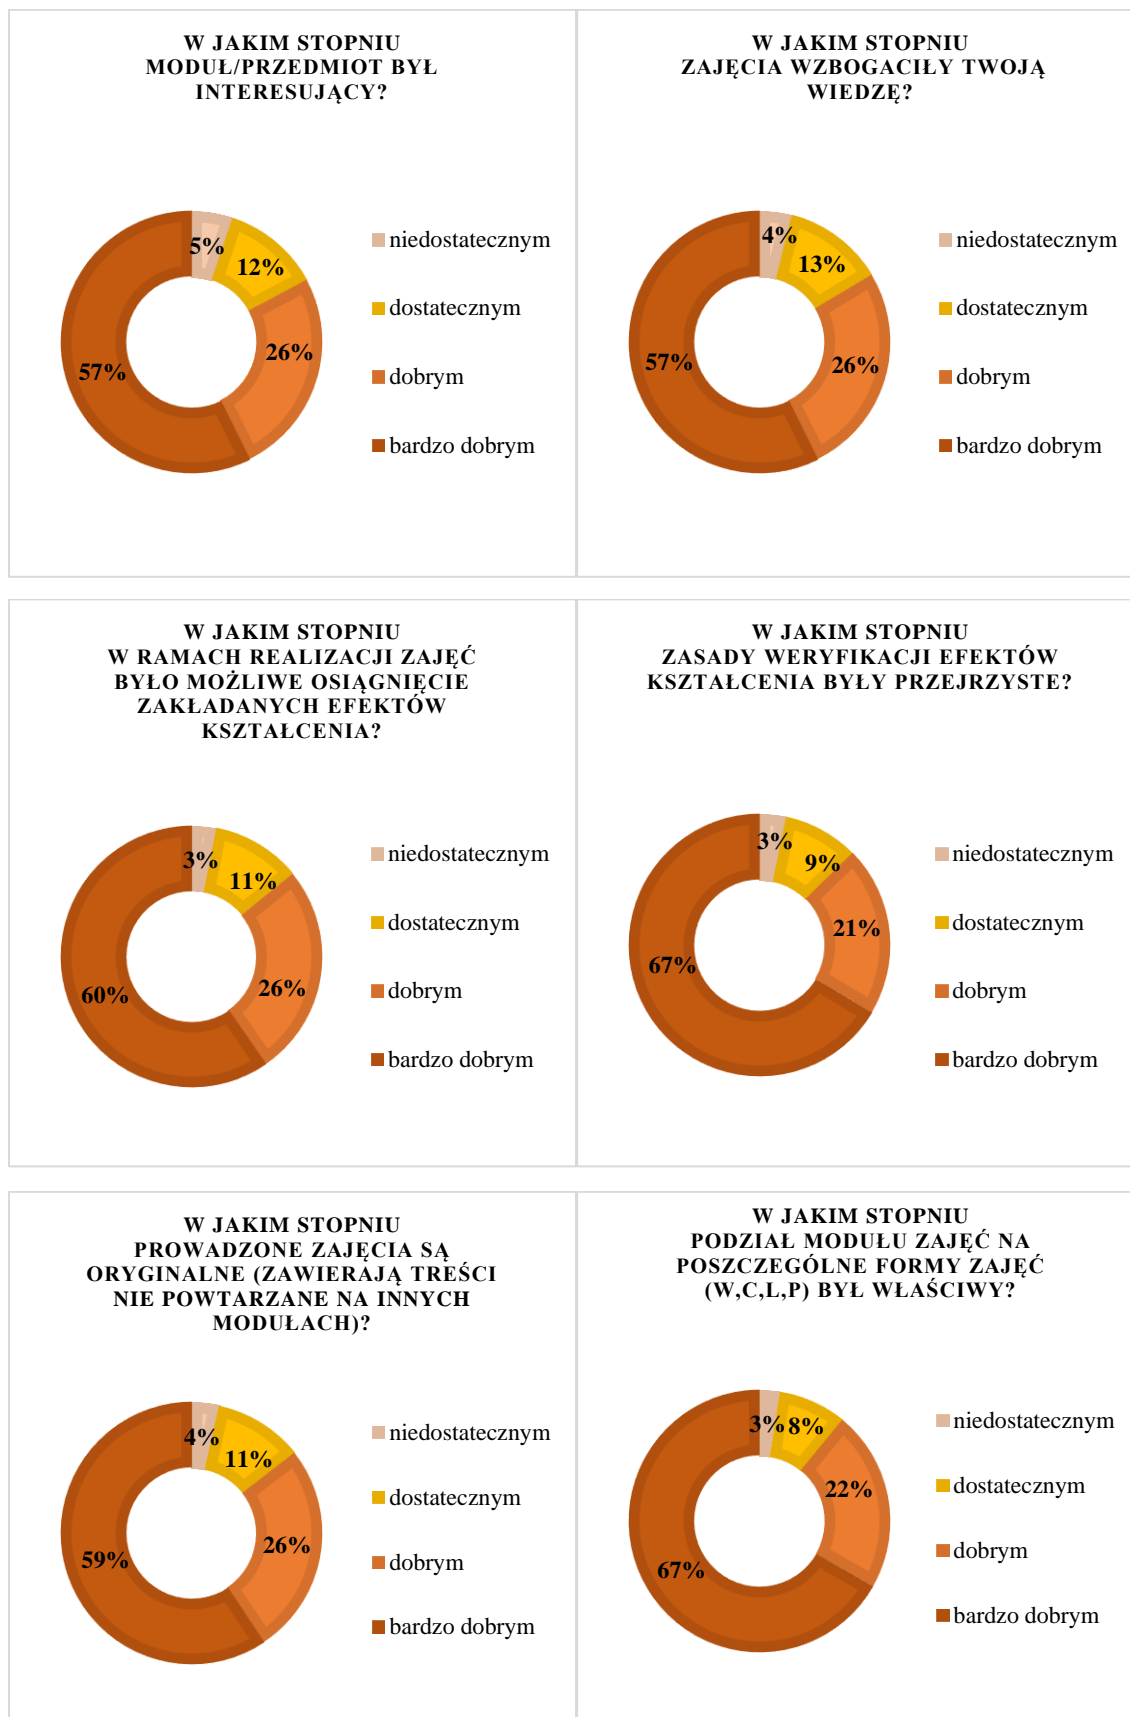 W JAKIM STOPNIU
MODUŁ/PRZEDMIOT BYŁ
INTERESUJĄCY?
5%
12%
26%
57%
niedostatecznym
dostatecznym
dobrym
bardzo dobrym
W JAKIM STOPNIU
ZAJĘCIA WZBOGACIŁY TWOJĄ
WIEDZĘ?
4%
13%
26%
57%
niedostatecznym
dostatecznym
dobrym
bardzo dobrym
W JAKIM STOPNIU
W RAMACH REALIZACJI ZAJĘĆ
BYŁO MOŻLIWE OSIĄGNIĘCIE
ZAKŁADANYCH EFEKTÓW
KSZTAŁCENIA?
3%
11%
26%
60%
niedostatecznym
dostatecznym
dobrym
bardzo dobrym
W JAKIM STOPNIU
ZASADY WERYFIKACJI EFEKTÓW
KSZTAŁCENIA BYŁY PRZEJRZYSTE?
3%
9%
21%
67%
niedostatecznym
dostatecznym
dobrym
bardzo dobrym
W JAKIM STOPNIU
PROWADZONE ZAJĘCIA SĄ
ORYGINALNE (ZAWIERAJĄ TREŚCI
NIE POWTARZANE NA INNYCH
MODUŁACH)?
4%
11%
26%
59%
niedostatecznym
dostatecznym
dobrym
bardzo dobrym
W JAKIM STOPNIU
PODZIAŁ MODUŁU ZAJĘĆ NA
POSZCZEGÓLNE FORMY ZAJĘĆ
(W,C,L,P) BYŁ WŁAŚCIWY?
3%
8%
22%
67%
niedostatecznym
dostatecznym
dobrym
bardzo dobrym